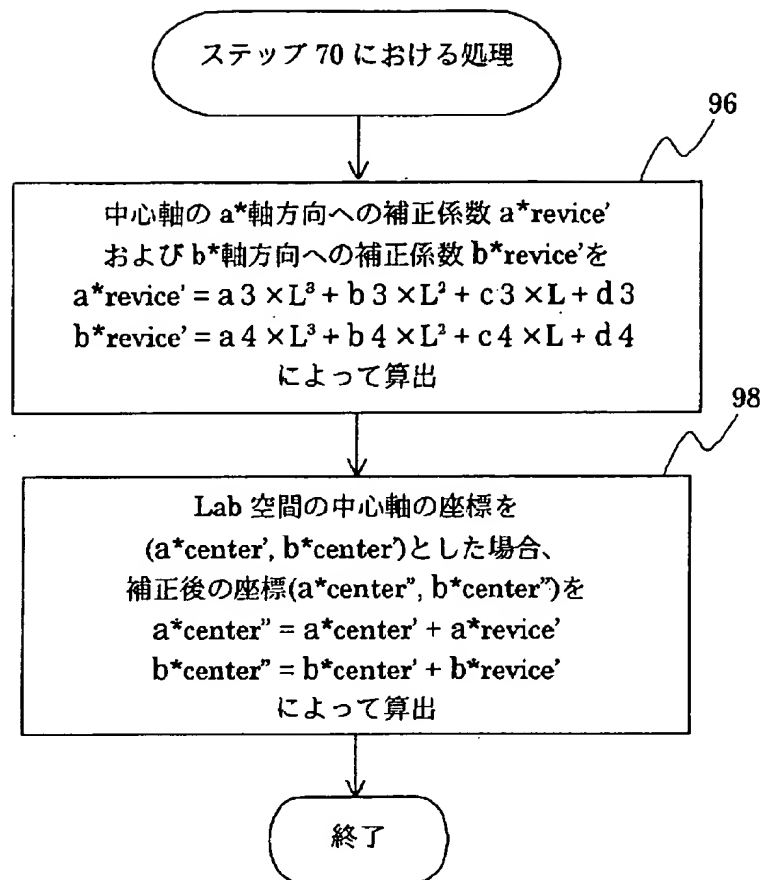 ステップ 70 における処理
96
中心軸の a*軸方向への補正係数 a*revice'
および b*軸方向への補正係数 b*revice'を
a*revice' = a 3 ×L³ + b 3 ×L² + c 3 ×L + d 3
b*revice' = a 4 ×L³ + b 4 ×L² + c 4 ×L + d 4
によって算出
98
Lab 空間の中心軸の座標を
(a*center', b*center')とした場合、
補正後の座標(a*center”, b*center”)を
a*center” = a*center' + a*revice'
b*center” = b*center' + b*revice'
によって算出
終了